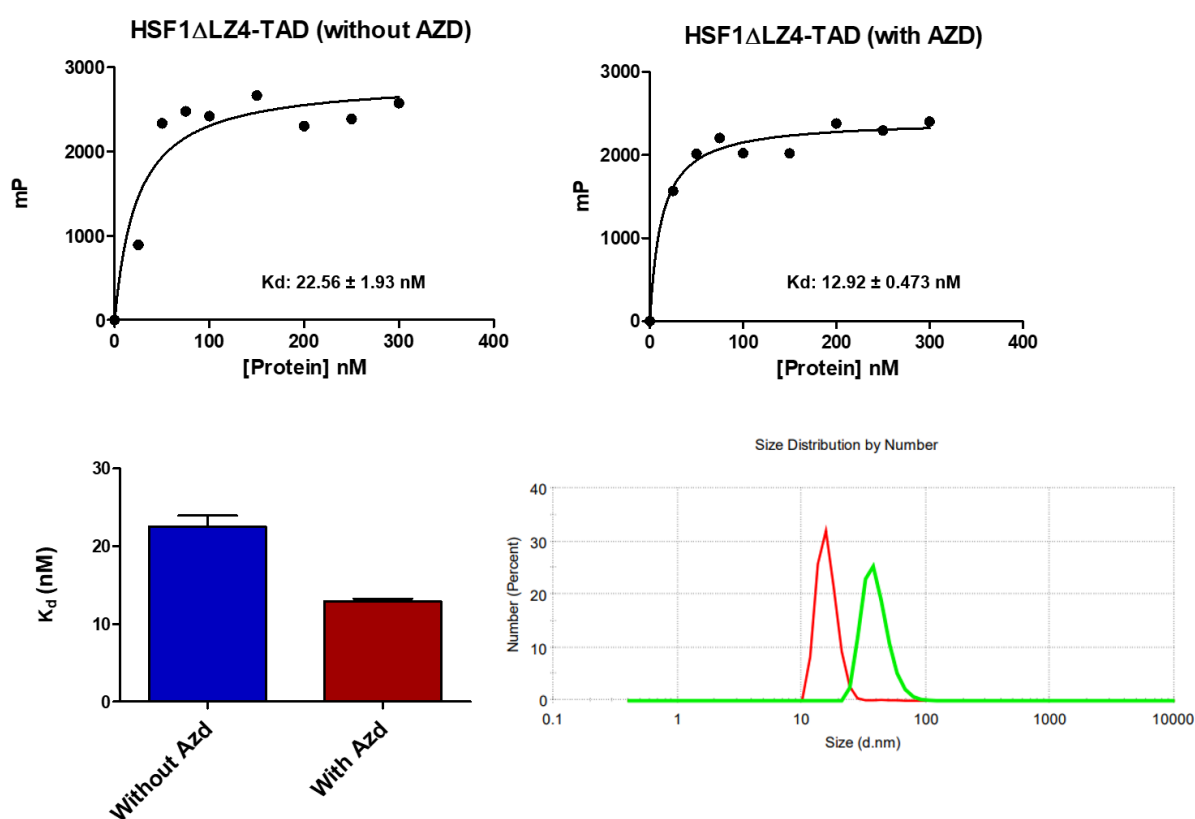 HSF1ΔLZ4-TAD (without AZD)
3000
2000
1000
0
mP
Kd: 22.56 ± 1.93 nM
0 100 200 300 400
[Protein] nM
HSF1ΔLZ4-TAD (with AZD)
3000
2000
1000
0
mP
Kd: 12.92 ± 0.473 nM
0 100 200 300 400
[Protein] nM
30
20
10
0
Kd (nM)
Without Azd
With Azd
Size Distribution by Number
40
30
20
10
0
Number (Percent)
0.1 1 10 100 1000 10000
Size (d.nm)